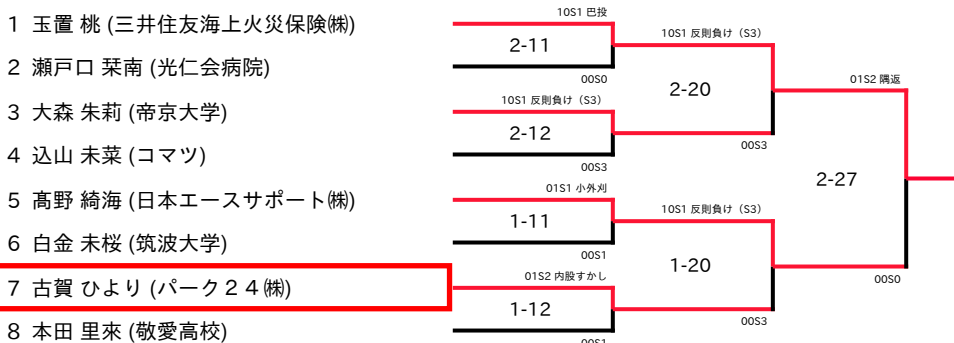 1 玉置 桃 (三井住友海上火災保険㈱)
2 瀬戸口 栞南 (光仁会病院)
3 大森 朱莉 (帝京大学)
4 込山 未菜 (コマツ)
5 髙野 綺海 (日本エースサポート㈱)
6 白金 未桜 (筑波大学)
7 古賀 ひより (パーク２４㈱)
8 本田 里來 (敬愛高校)
10S1 巴投
2-11
00S0
10S1 反則負け（S3）
2-12
00S3
01S1 小外刈
1-11
00S1
01S2 内股すかし
1-12
00S1
10S1 反則負け（S3）
2-20
00S3
10S1 反則負け（S3）
1-20
00S3
01S2 隅返
2-27
00S0